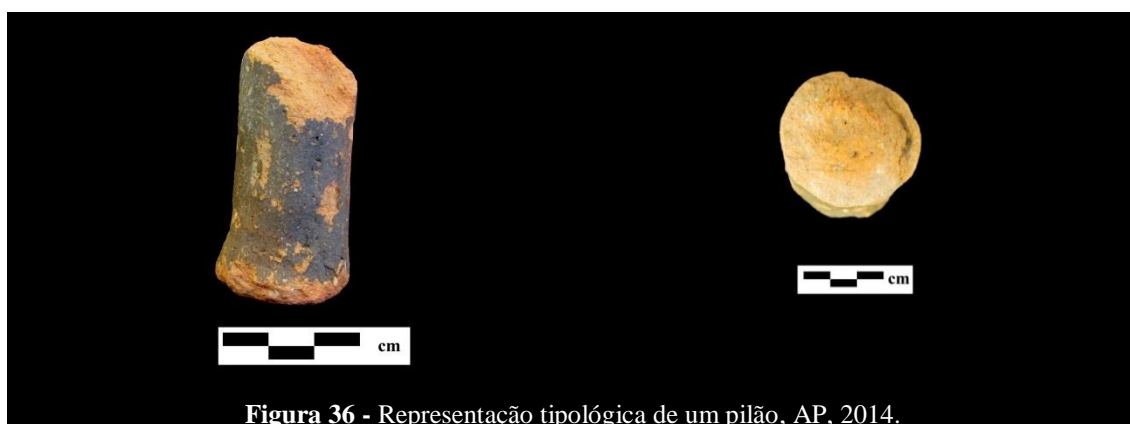 cm
cm
Figura 36 - Representação tipológica de um pilão, AP, 2014.